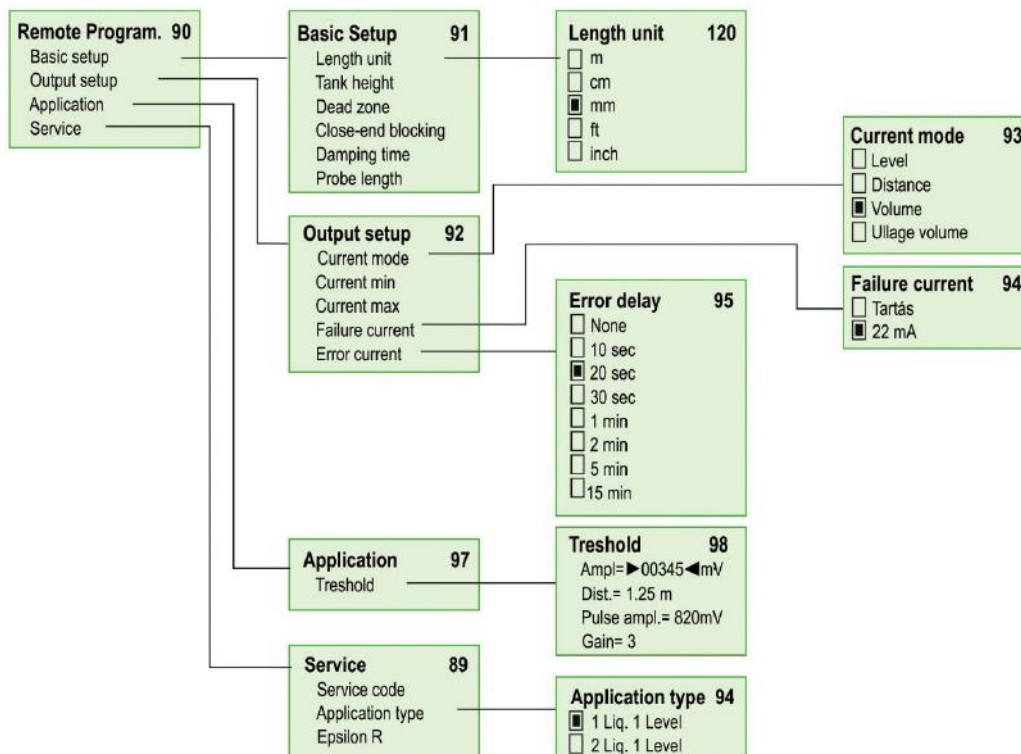 Remote Program. 90
Basic setup
Output setup
Application
Service
Basic Setup 91
Length unit
Tank height
Dead zone
Close-end blocking
Damping time
Probe length
Length unit 120
m
cm
mm
ft
inch
Current mode 93
Level
Distance
Volume
Ullage volume
Output setup 92
Current mode
Current min
Current max
Failure current
Error current
Failure current 94
Tartás
22 mA
Error delay 95
None
10 sec
20 sec
30 sec
1 min
2 min
5 min
15 min
Application 97
Treshold
Treshold 98
Ampl=►00345◄mV
Dist.= 1.25 m
Pulse ampl.= 820mV
Gain= 3
Service 89
Service code
Application type
Epsilon R
Application type 94
1 Liq. 1 Level
2 Liq. 1 Level